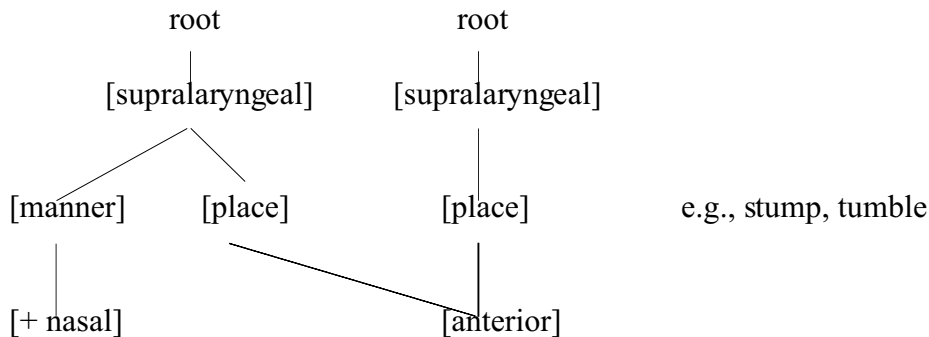 root root
[supralaryngeal] [supralaryngeal]
[manner] [place] [place] e.g., stump, tumble
[+ nasal] [anterior]